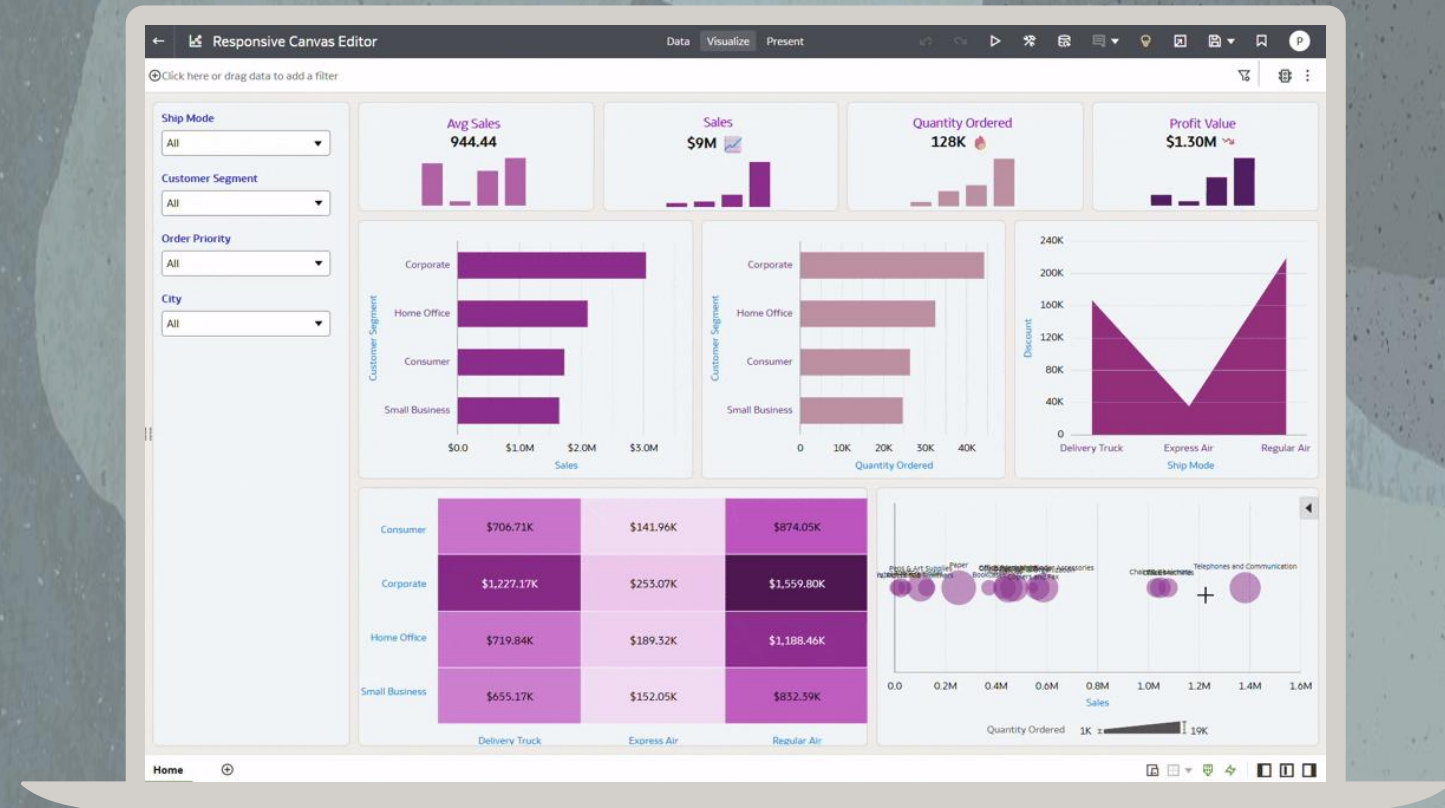 Responsive Canvas Editor
Data Visualize Present
P
Click here or drag data to add a filter
Ship Mode
All
Customer Segment
All
Order Priority
All
City
All
Avg Sales
944.44
Sales
$9M
Quantity Ordered
128K
Profit Value
$1.30M
Customer Segment
Corporate
Home Office
Consumer
Small Business
$0.0 $1.0M $2.0M $3.0M
Sales
Customer Segment
Corporate
Home Office
Consumer
Small Business
0 10K 20K 30K 40K
Quantity Ordered
Discount
240K
200K
160K
120K
80K
40K
0
Delivery Truck Express Air Regular Air
Ship Mode
Consumer $706.71K $141.96K $874.05K
Corporate $1,227.17K $253.07K $1,559.80K
Home Office $719.84K $189.32K $1,188.46K
Small Business $655.17K $152.05K $832.39K
Delivery Truck Express Air Regular Air
Pens & Art Supplies
Paper
Copiers and Fax
Telephones and Communication
0.0 0.2M 0.4M 0.6M 0.8M 1.0M 1.2M 1.4M 1.6M
Sales
Quantity Ordered 1K 19K
Home